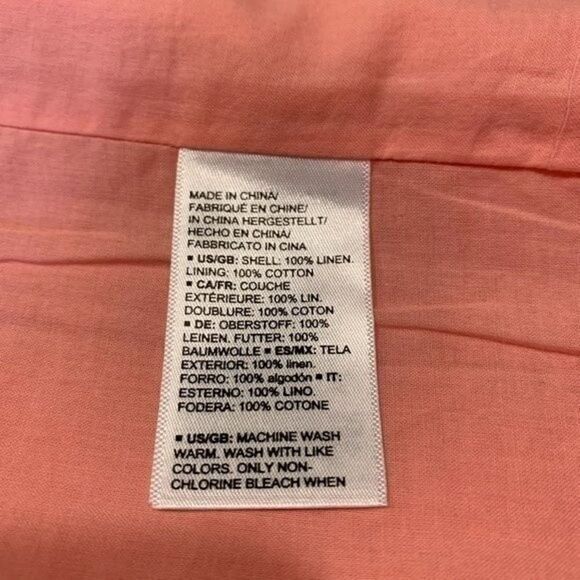 MADE IN CHINA/
FABRIQUÉ EN CHINE/
IN CHINA HERGESTELLT/
HECHO EN CHINA/
FABBRICATO IN CINA
▪ US/GB: SHELL: 100% LINEN.
LINING: 100% COTTON
▪ CA/FR: COUCHE
EXTÉRIEURE: 100% LIN.
DOUBLURE: 100% COTON
▪ DE: OBERSTOFF: 100%
LEINEN. FUTTER: 100%
BAUMWOLLE ▪ ES/MX: TELA
EXTERIOR: 100% linen.
FORRO: 100% algodón ▪ IT:
ESTERNO: 100% LINO.
FODERA: 100% COTONE
▪ US/GB: MACHINE WASH
WARM. WASH WITH LIKE
COLORS. ONLY NON-
CHLORINE BLEACH WHEN